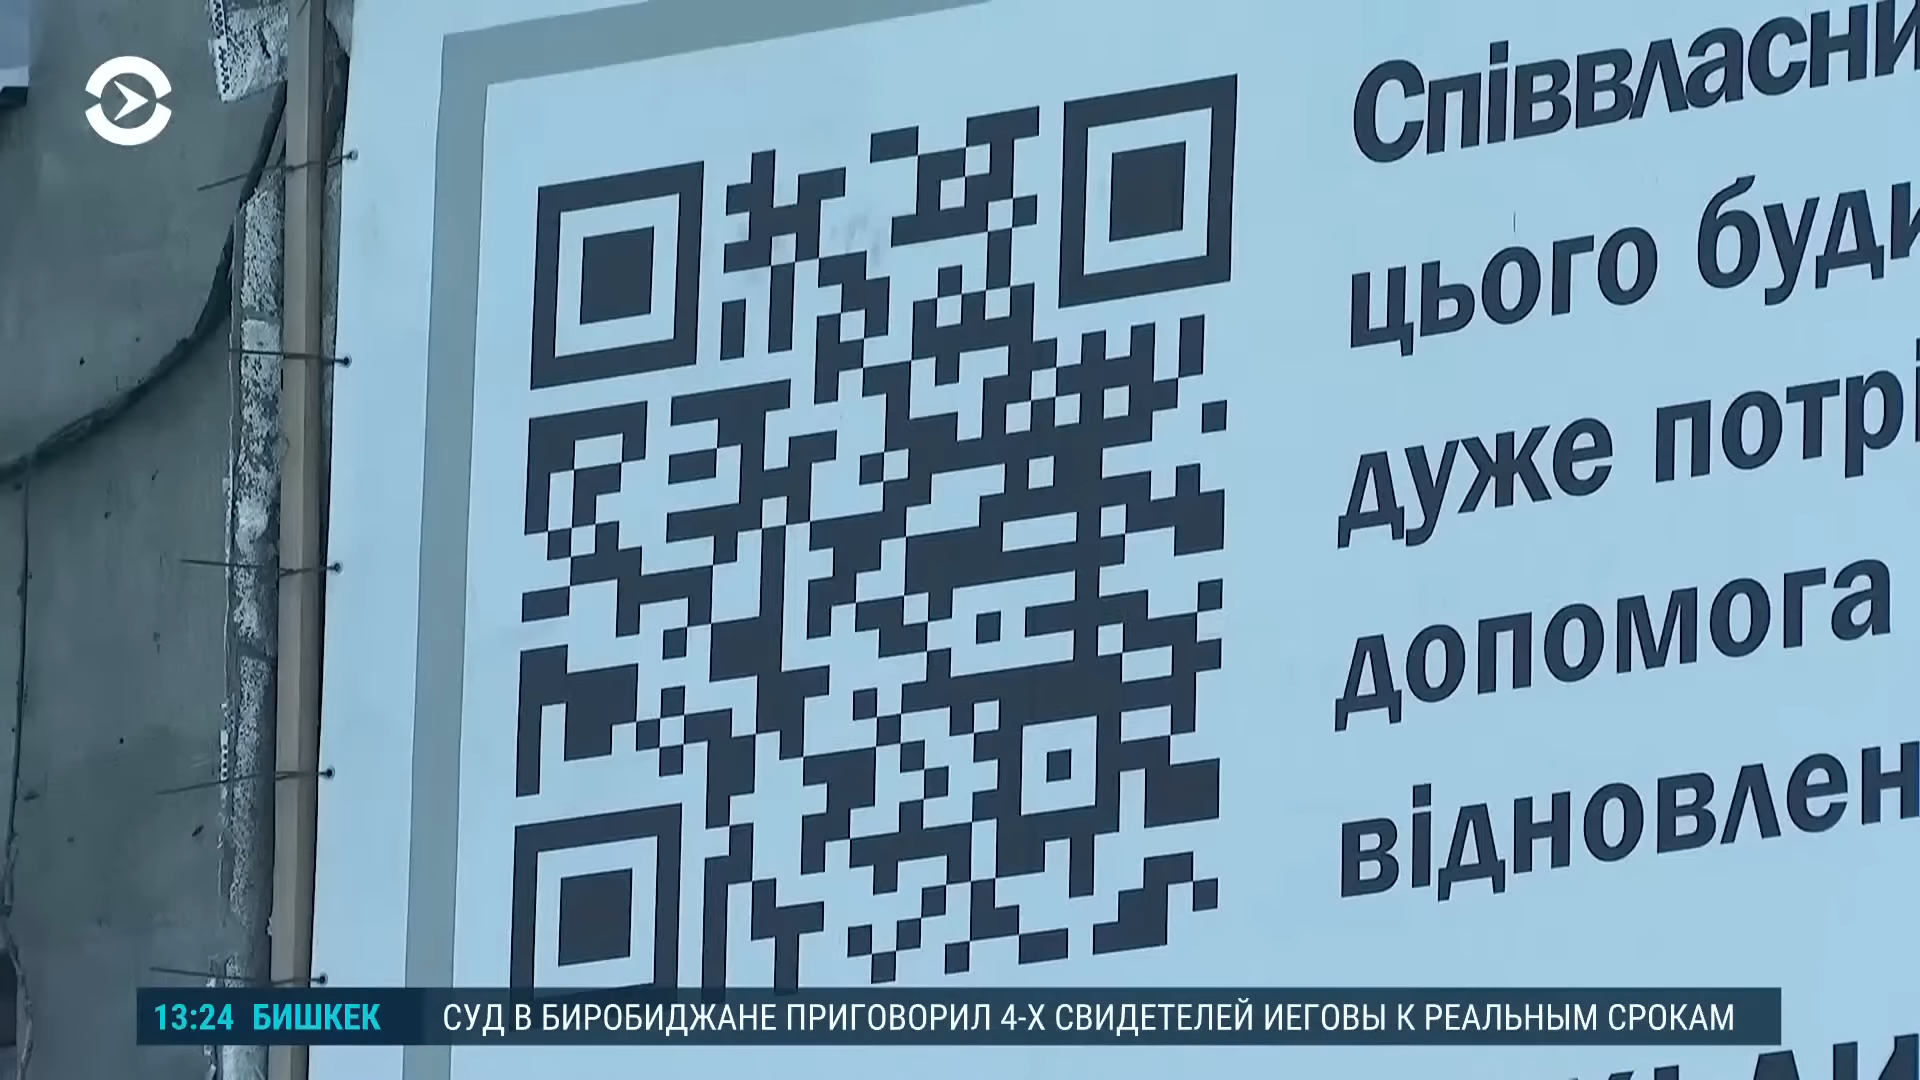 Співвласни
цього буди
дуже потрі
допомога
відновлен
13:24 БИШКЕК СУД В БИРОБИДЖАНЕ ПРИГОВОРИЛ 4-Х СВИДЕТЕЛЕЙ ИЕГОВЫ К РЕАЛЬНЫМ СРОКАМ